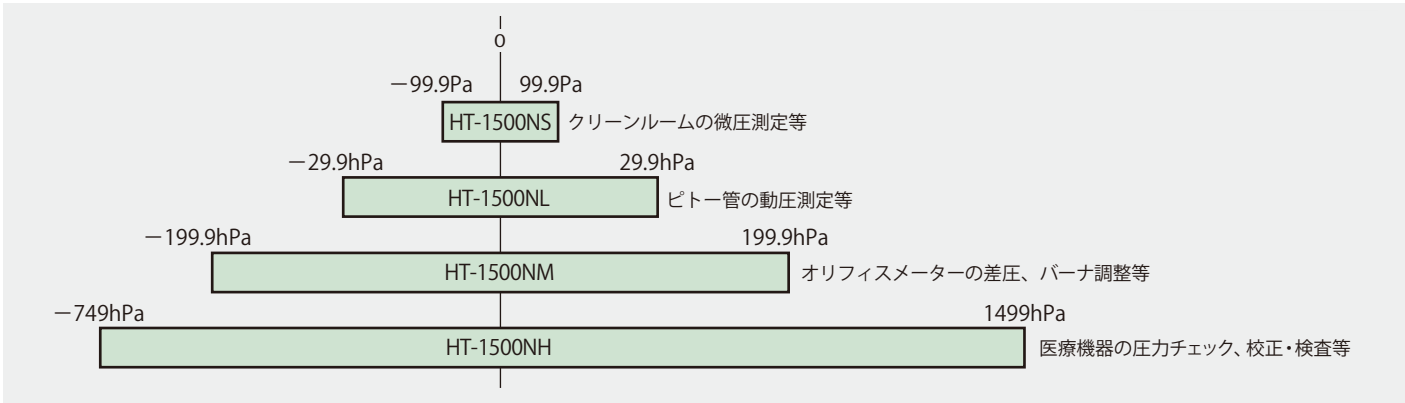 0
－99.9Pa 99.9Pa
HT-1500NS クリーンルームの微圧測定等
－29.9hPa 29.9hPa
HT-1500NL ピトー管の動圧測定等
－199.9hPa 199.9hPa
HT-1500NM オリフィスメーターの差圧、バーナ調整等
－749hPa 1499hPa
HT-1500NH 医療機器の圧力チェック、校正・検査等